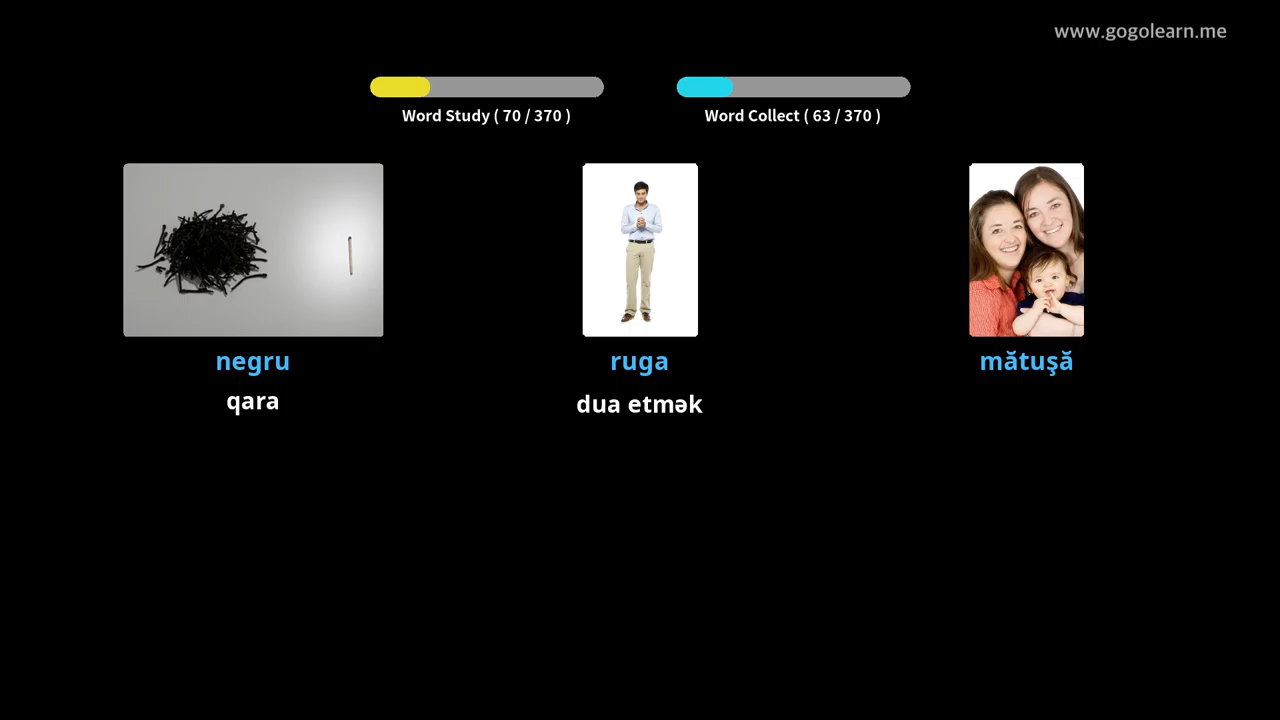 www.gogolearn.me
Word Study ( 70 / 370 )
Word Collect ( 63 / 370 )
negru
ruga
mătuşă
qara
dua etmək